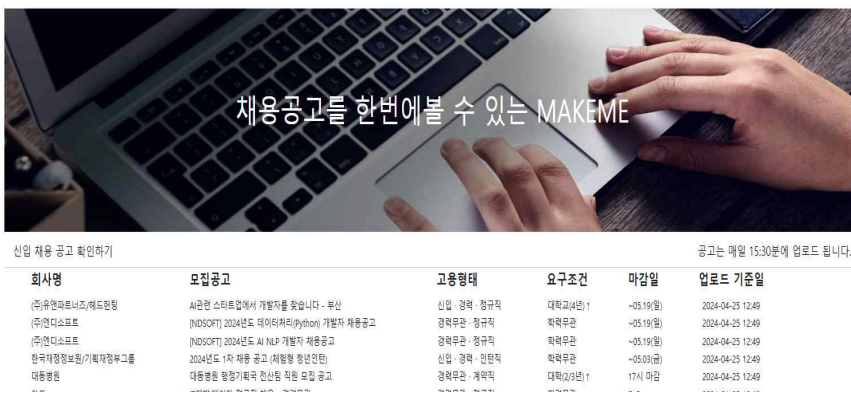 채용공고를 한번에볼 수 있는 MAKEME
신입 채용 공고 확인하기 공고는 매일 15:30분에 업로드 됩니다.
회사명 모집공고 고용형태 요구조건 마감일 업로드 기준일
(주)유앤파트너즈/헤드헌팅 AI관련 스타트업에서 개발자를 찾습니다 - 부산 신입 · 경력 · 정규직 대학교(4년)↑ ~05.19(일) 2024-04-25 12:49
(주)엔디소프트 [NDSOFT] 2024년도 데이터처리(Python) 개발자 채용공고 경력무관 · 정규직 학력무관 ~05.19(일) 2024-04-25 12:49
(주)엔디소프트 [NDSOFT] 2024년도 AI NLP 개발자 채용공고 경력무관 · 정규직 학력무관 ~05.19(일) 2024-04-25 12:49
한국재정정보원/기획재정부그룹 2024년도 1차 채용 공고 (체험형 청년인턴) 신입 · 경력 · 인턴직 학력무관 ~05.03(금) 2024-04-25 12:49
대동병원 대동병원 행정기획국 전산팀 직원 모집 공고 경력무관 · 계약직 대학(2/3년)↑ 17시 마감 2024-04-25 12:49